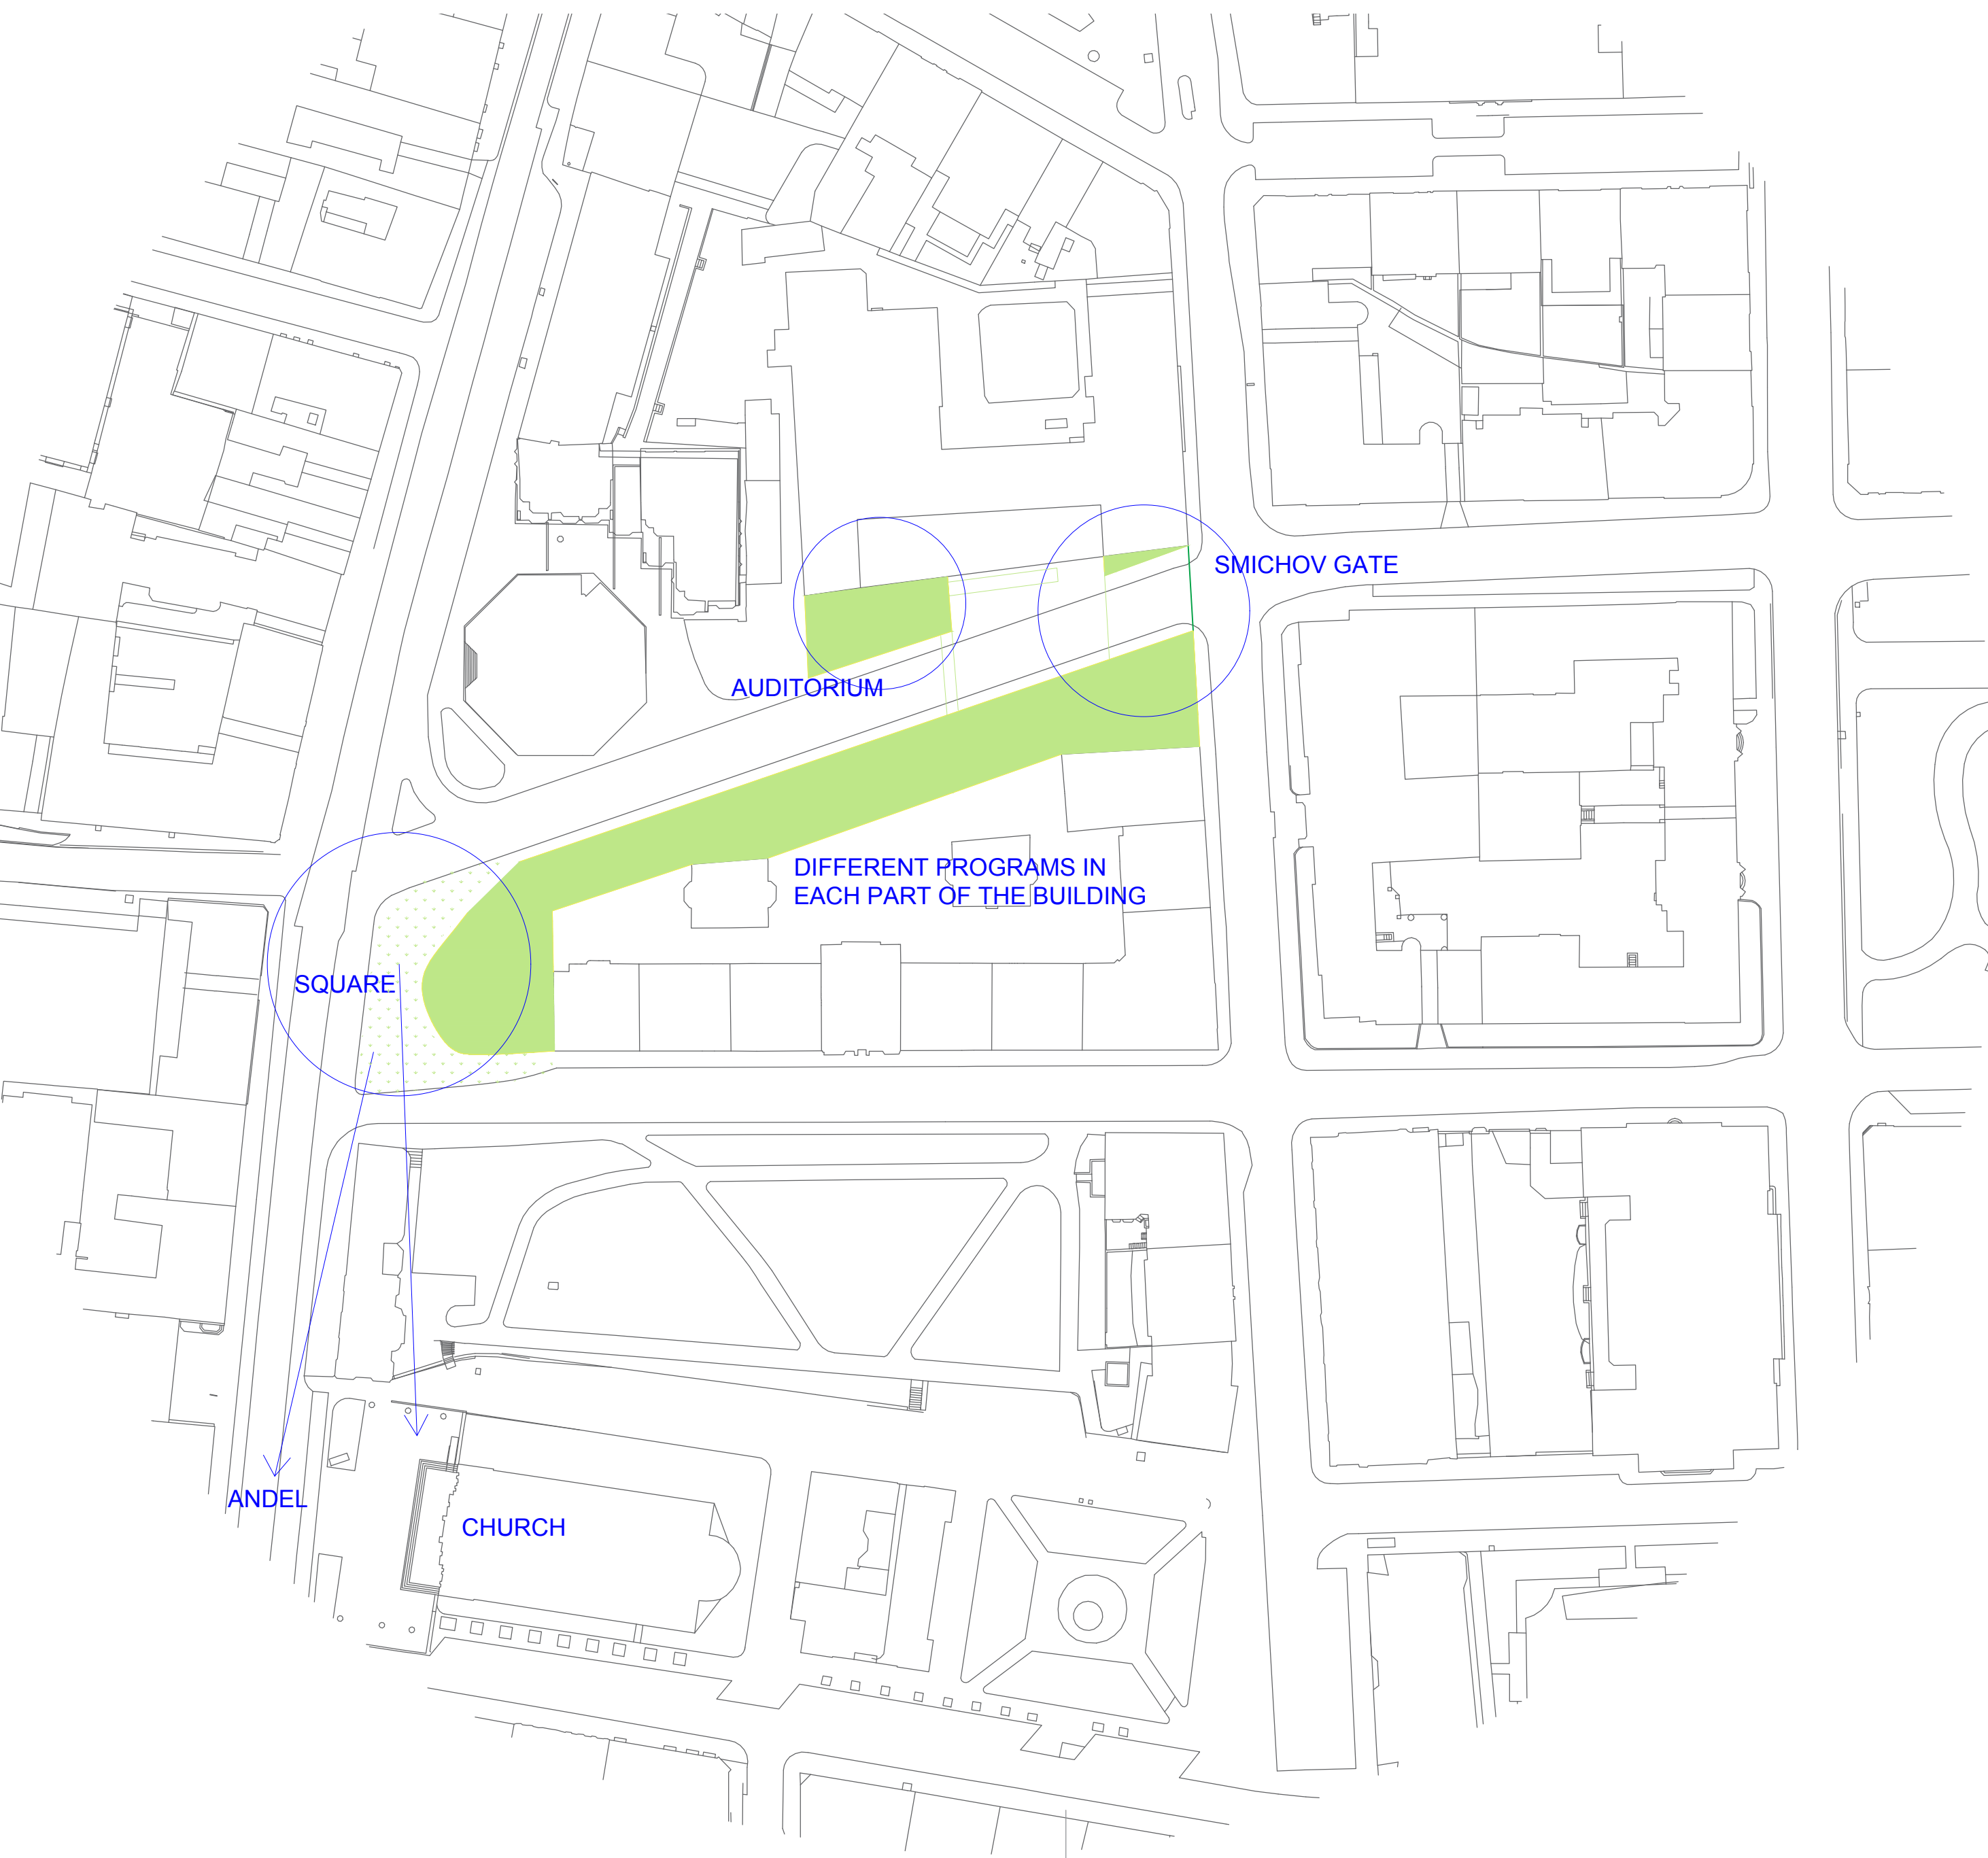 SMICHOV GATE
AUDITORIUM
DIFFERENT PROGRAMS IN
EACH PART OF THE BUILDING
SQUARE
ANDEL
CHURCH